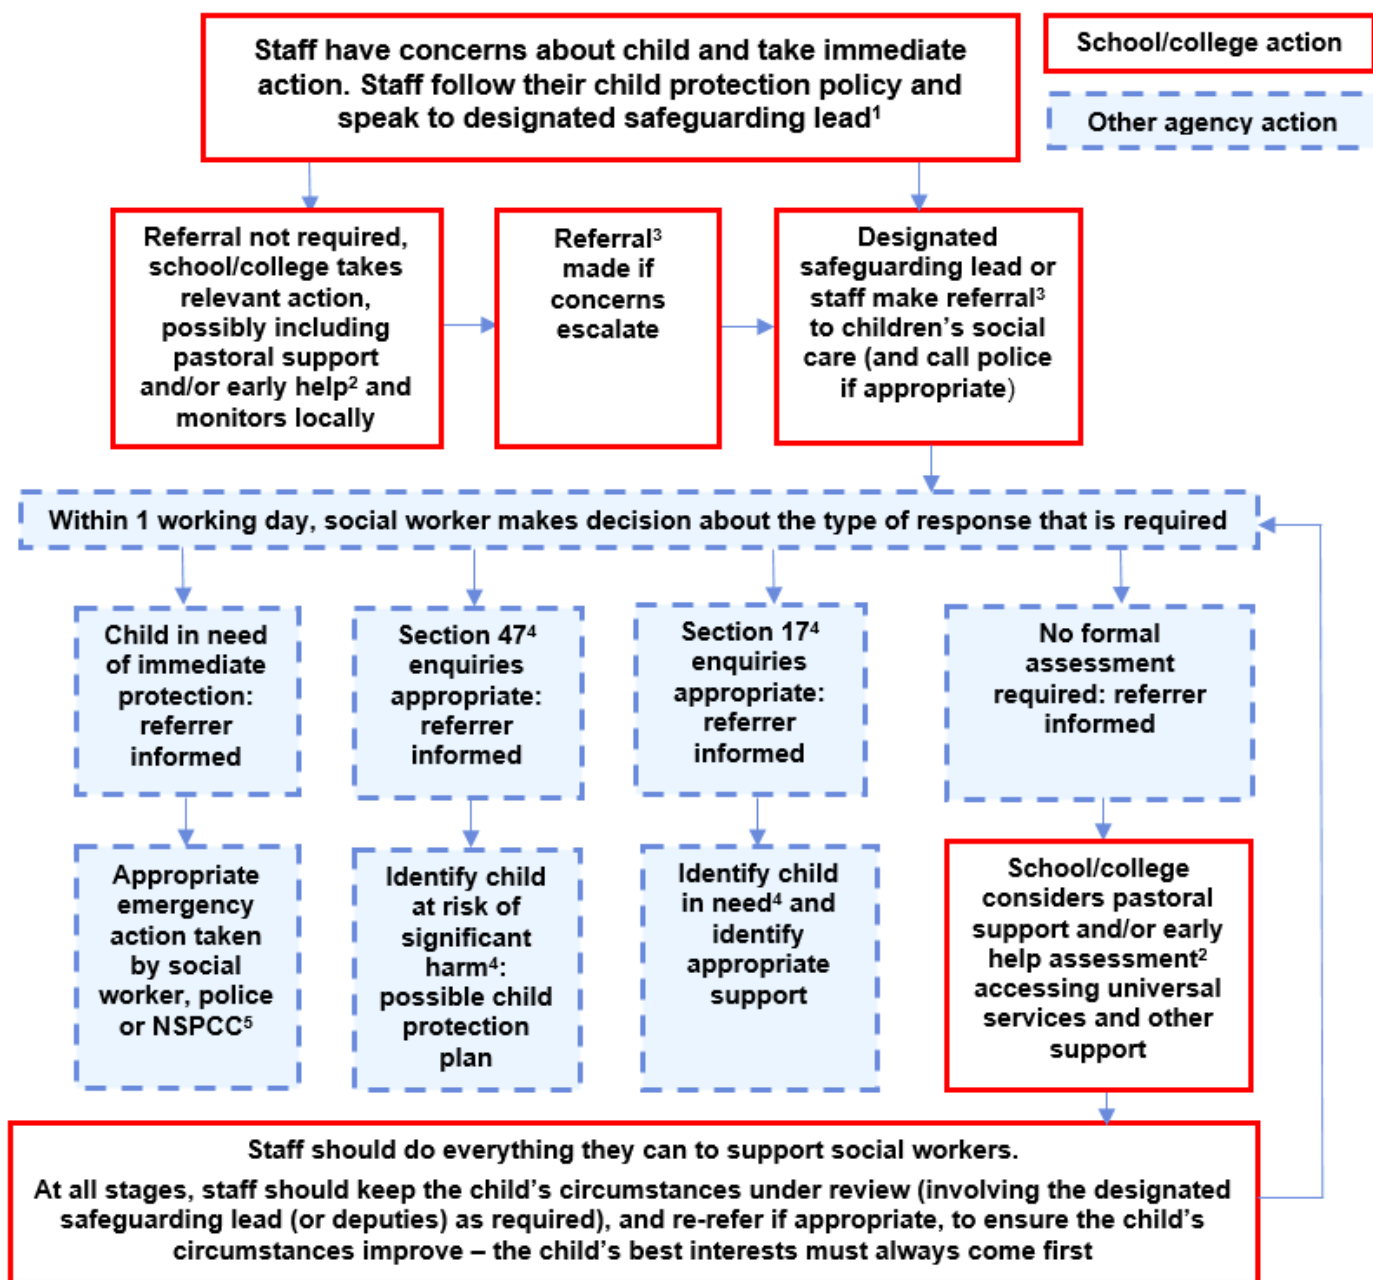 Staff have concerns about child and take immediate
action. Staff follow their child protection policy and
speak to designated safeguarding lead¹
School/college action
Other agency action
Referral not required,
school/college takes
relevant action,
possibly including
pastoral support
and/or early help² and
monitors locally
Referral³
made if
concerns
escalate
Designated
safeguarding lead or
staff make referral³
to children’s social
care (and call police
if appropriate)
Within 1 working day, social worker makes decision about the type of response that is required
Child in need
of immediate
protection:
referrer
informed
Section 47⁴
enquiries
appropriate:
referrer
informed
Section 17⁴
enquiries
appropriate:
referrer
informed
No formal
assessment
required: referrer
informed
Appropriate
emergency
action taken
by social
worker, police
or NSPCC⁵
Identify child
at risk of
significant
harm⁴:
possible child
protection
plan
Identify child
in need⁴ and
identify
appropriate
support
School/college
considers pastoral
support and/or early
help assessment²
accessing universal
services and other
support
Staff should do everything they can to support social workers.
At all stages, staff should keep the child’s circumstances under review (involving the designated
safeguarding lead (or deputies) as required), and re-refer if appropriate, to ensure the child’s
circumstances improve – the child’s best interests must always come first